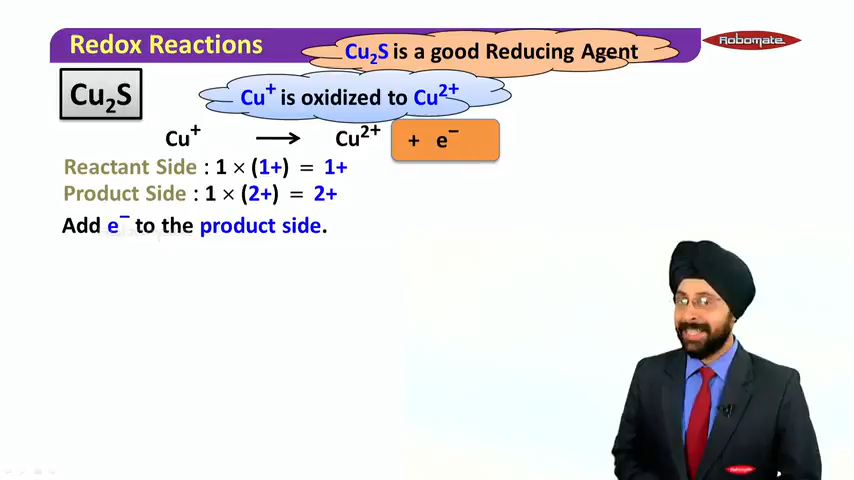 Redox Reactions
Cu₂S is a good Reducing Agent
Robomate
Cu₂S
Cu⁺ is oxidized to Cu²⁺
Cu⁺ ⟶ Cu²⁺ + e⁻
Reactant Side : 1 × (1+) = 1+
Product Side : 1 × (2+) = 2+
Add e⁻ to the product side.